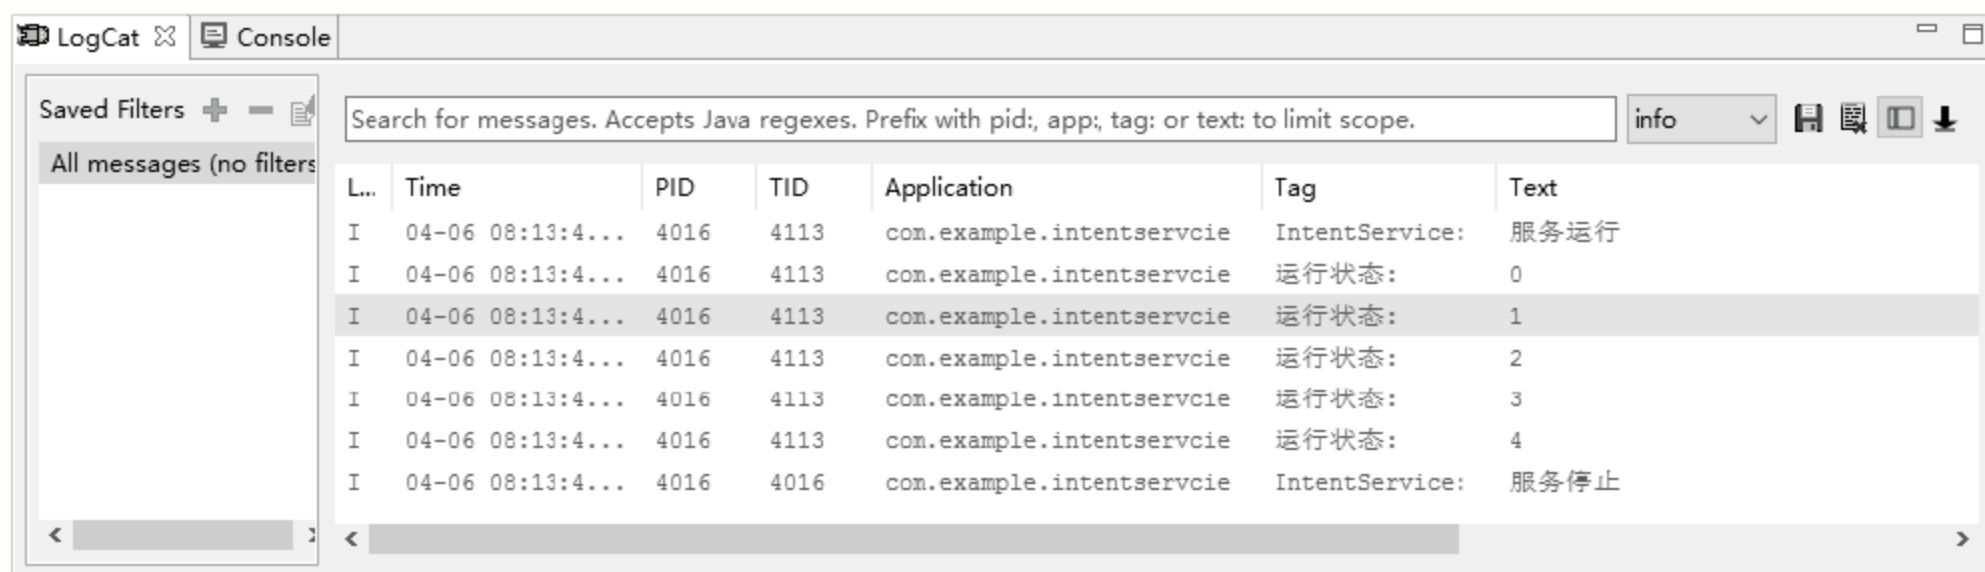 LogCat Console
Saved Filters
All messages (no filters
Search for messages. Accepts Java regexes. Prefix with pid:, app:, tag: or text: to limit scope. info
L... Time PID TID Application Tag Text
I 04-06 08:13:4... 4016 4113 com.example.intentservcie IntentService: 服务运行
I 04-06 08:13:4... 4016 4113 com.example.intentservcie 运行状态: 0
I 04-06 08:13:4... 4016 4113 com.example.intentservcie 运行状态: 1
I 04-06 08:13:4... 4016 4113 com.example.intentservcie 运行状态: 2
I 04-06 08:13:4... 4016 4113 com.example.intentservcie 运行状态: 3
I 04-06 08:13:4... 4016 4113 com.example.intentservcie 运行状态: 4
I 04-06 08:13:4... 4016 4016 com.example.intentservcie IntentService: 服务停止